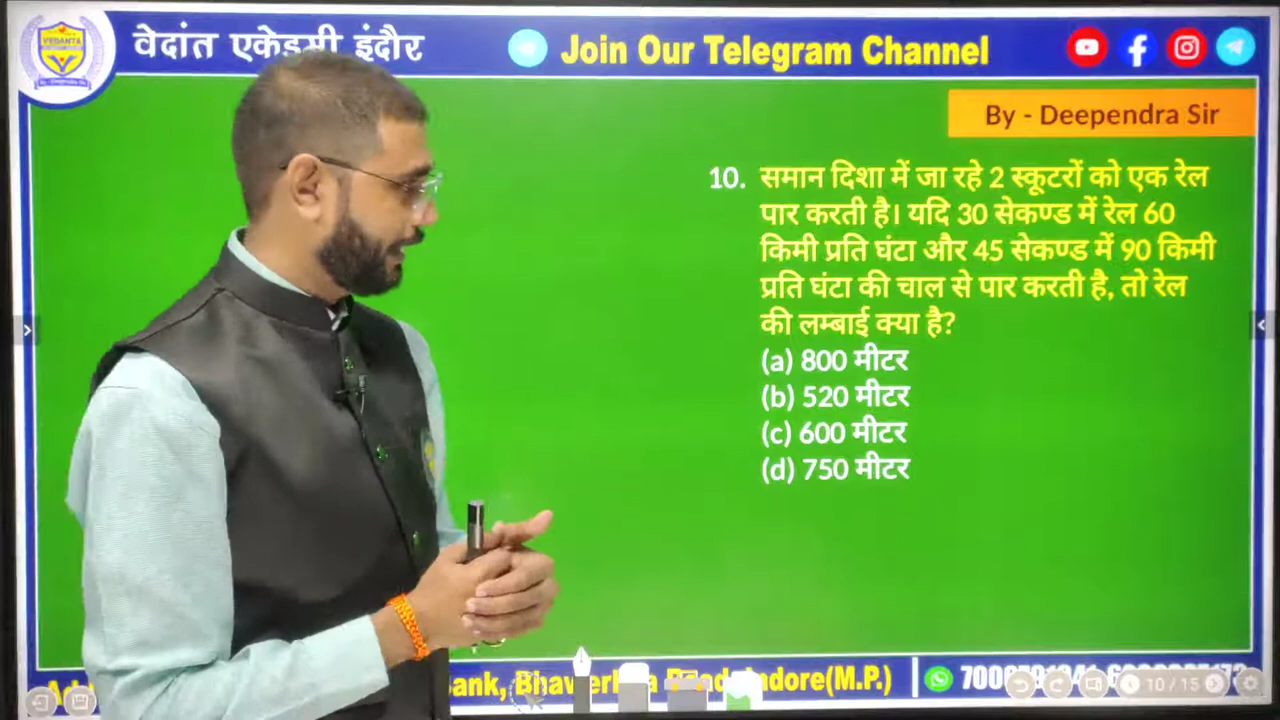 VEDANTA
वेदांत एकेडमी इंदौर
Join Our Telegram Channel
By - Deependra Sir
10. समान दिशा में जा रहे 2 स्कूटरों को एक रेल
पार करती है। यदि 30 सेकण्ड में रेल 60
किमी प्रति घंटा और 45 सेकण्ड में 90 किमी
प्रति घंटा की चाल से पार करती है, तो रेल
की लम्बाई क्या है?
(a) 800 मीटर
(b) 520 मीटर
(c) 600 मीटर
(d) 750 मीटर
(M.P.)
10 / 15